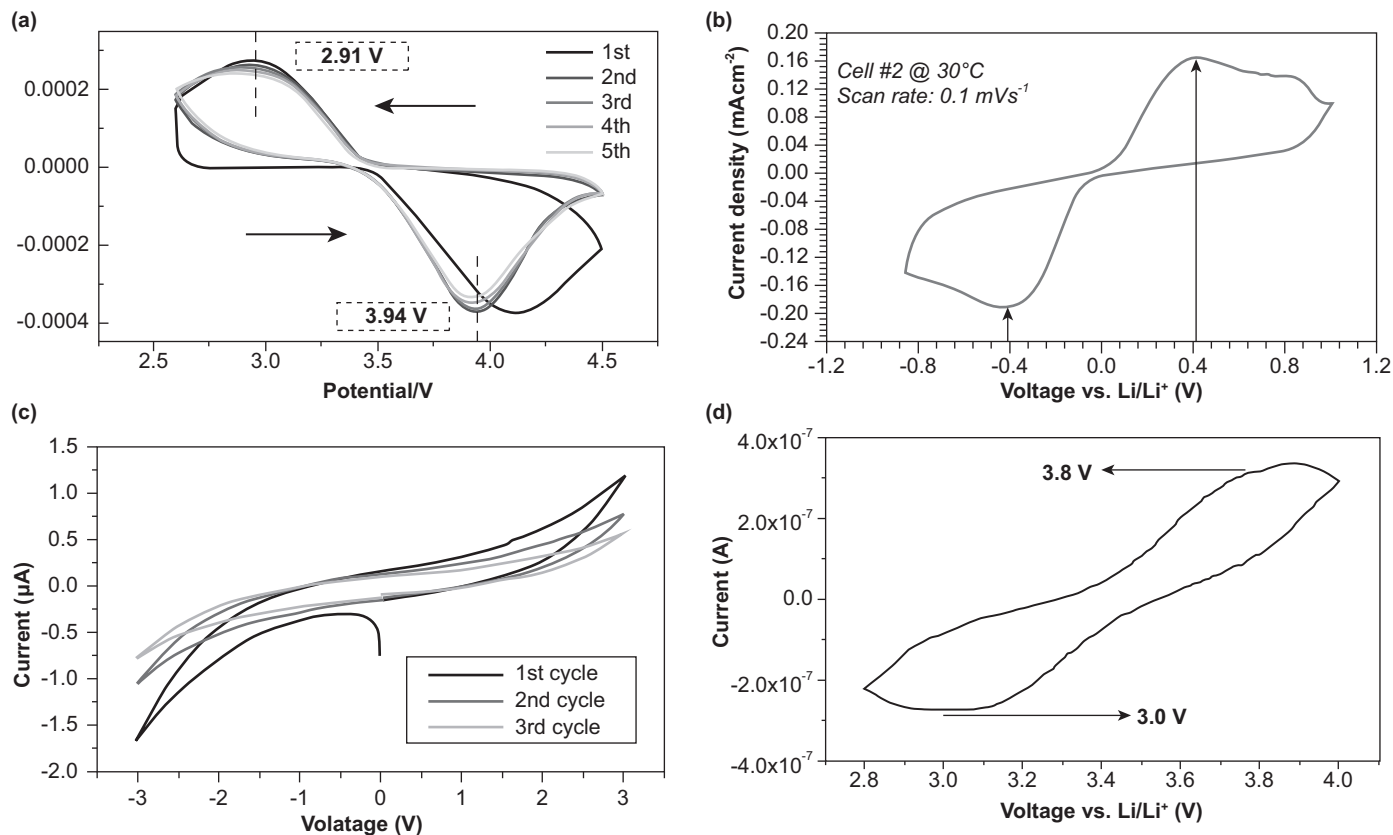 (a)
2.91 V
1st
2nd
3rd
4th
5th
3.94 V
0.0002
0.0000
-0.0002
-0.0004
2.5
3.0
3.5
4.0
4.5
Potential/V
(b)
Cell #2 @ 30°C
Scan rate: 0.1 mVs⁻¹
Current density (mAcm⁻²)
0.20
0.16
0.12
0.08
0.04
0.00
-0.04
-0.08
-0.12
-0.16
-0.20
-0.24
-1.2
-0.8
-0.4
0.0
0.4
0.8
1.2
Voltage vs. Li/Li⁺ (V)
(c)
Current (µA)
1.5
1.0
0.5
0.0
-0.5
-1.0
-1.5
-2.0
1st cycle
2nd cycle
3rd cycle
-3
-2
-1
0
1
2
3
Volatage (V)
(d)
Current (A)
4.0x10⁻⁷
2.0x10⁻⁷
0.0
-2.0x10⁻⁷
-4.0x10⁻⁷
3.8 V
3.0 V
2.8
3.0
3.2
3.4
3.6
3.8
4.0
Voltage vs. Li/Li⁺ (V)